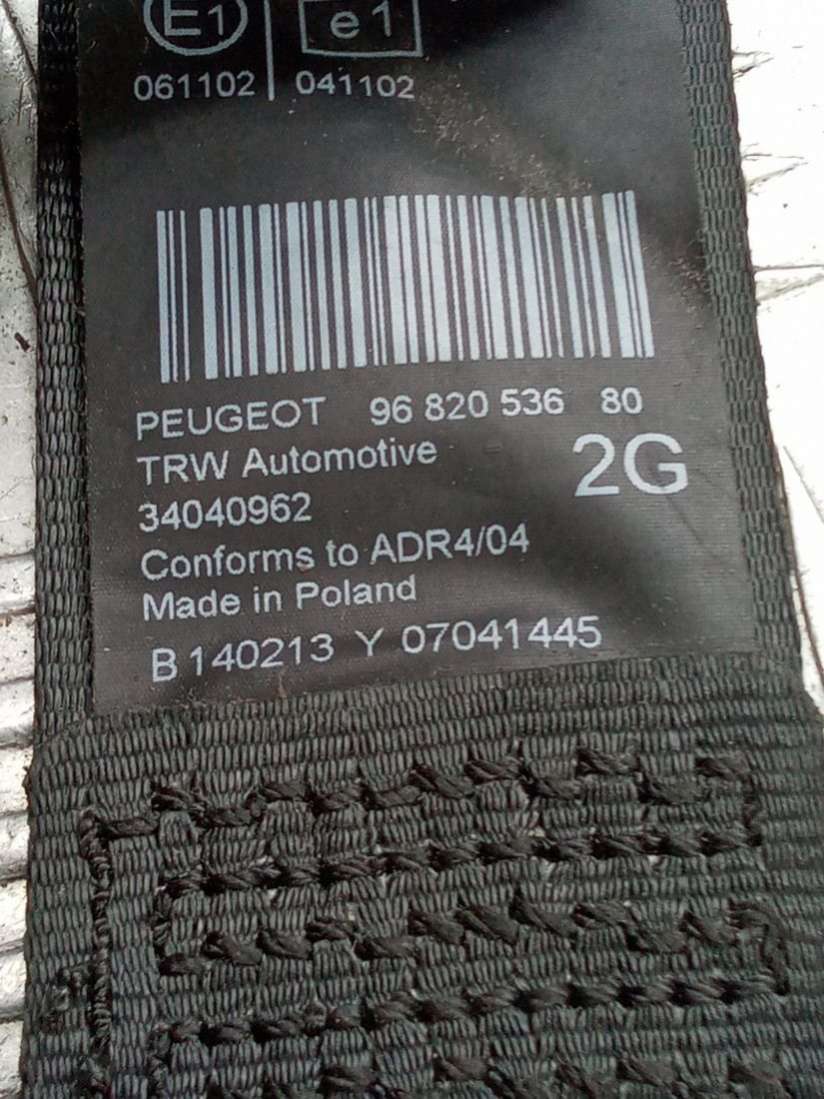 E1 e1
061102 041102
PEUGEOT 96 820 536 80
TRW Automotive 2G
34040962
Conforms to ADR4/04
Made in Poland
B 140213 Y 07041445